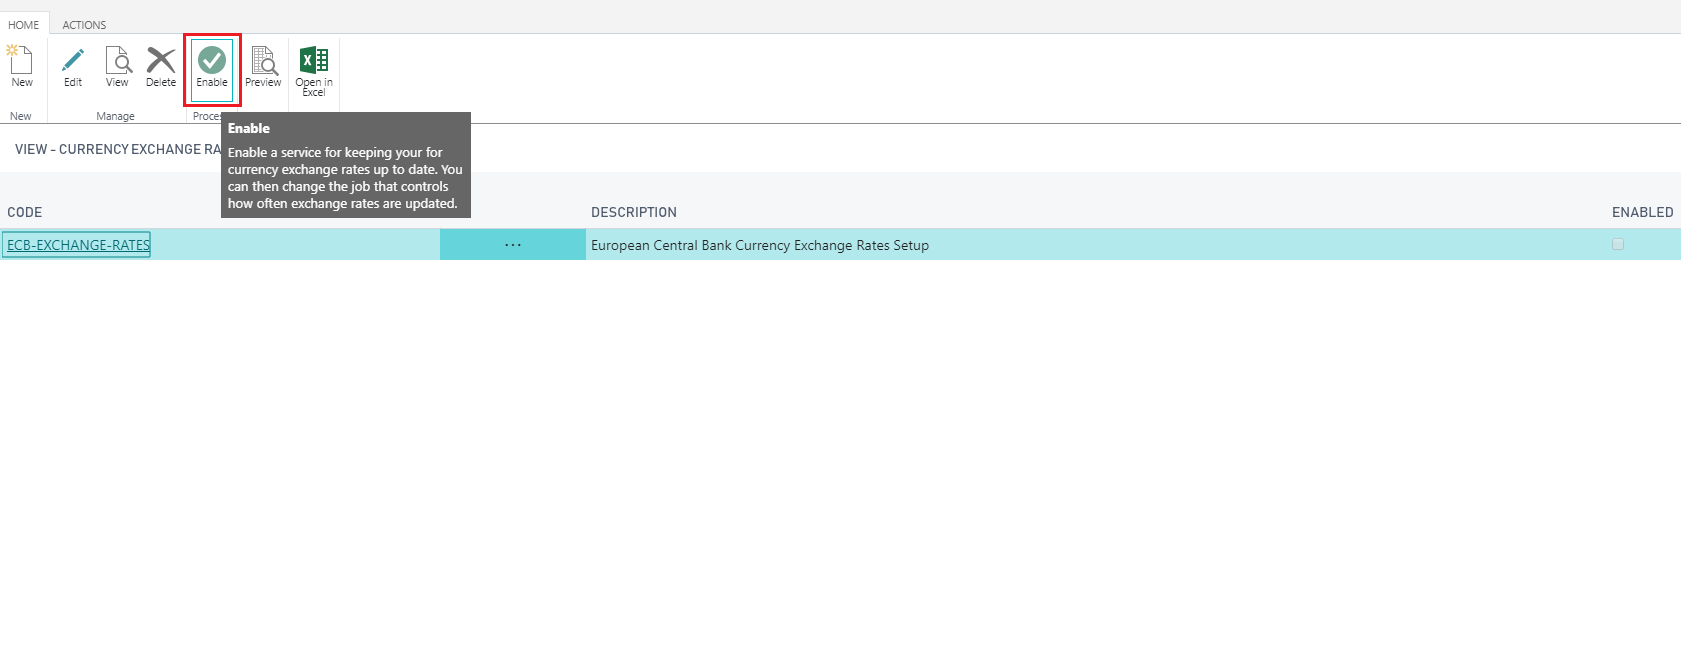 HOME ACTIONS
New Edit View Delete Enable Preview Open in
Excel
New Manage Proces
Enable
VIEW - CURRENCY EXCHANGE RA
Enable a service for keeping your for
currency exchange rates up to date. You
can then change the job that controls
how often exchange rates are updated.
CODE DESCRIPTION ENABLED
ECB-EXCHANGE-RATES ... European Central Bank Currency Exchange Rates Setup